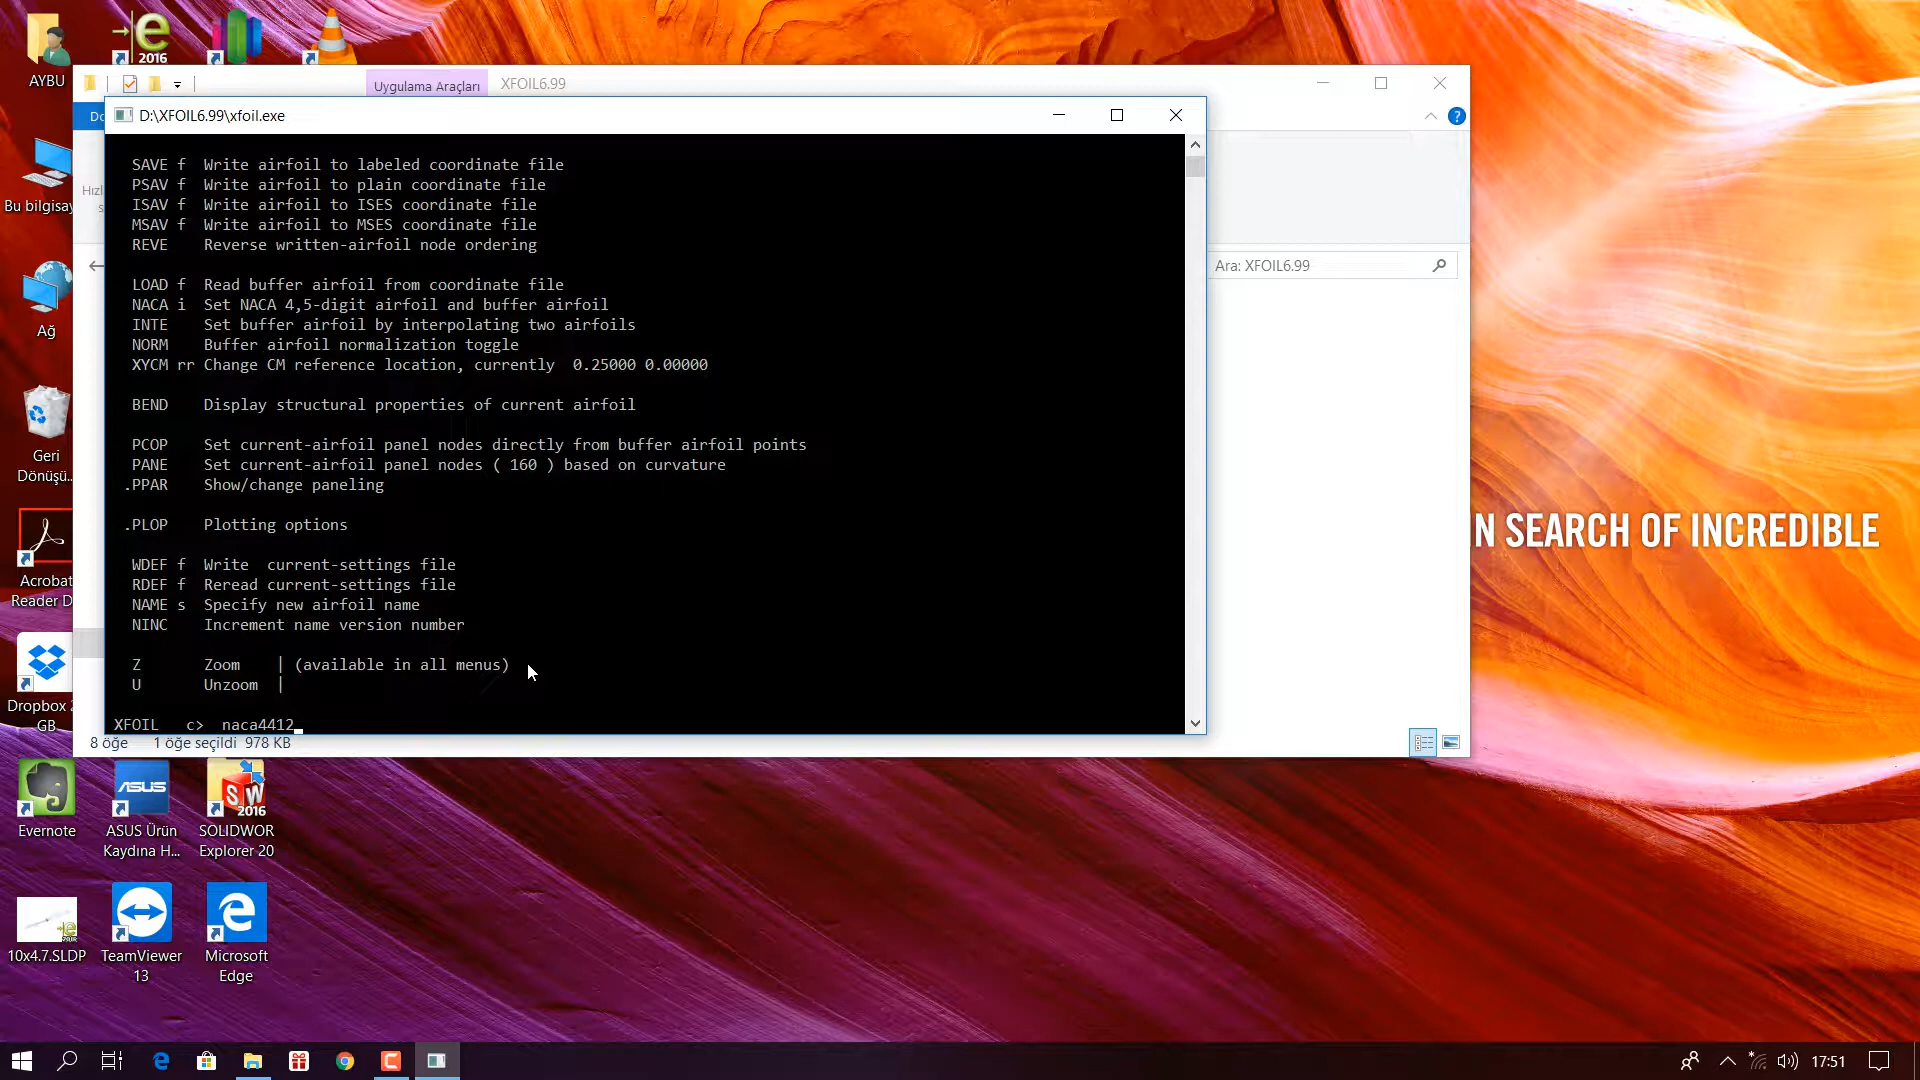 AYBU
2016
Uygulama Araçları
XFOIL6.99
D:\XFOIL6.99\xfoil.exe
SAVE f  Write airfoil to labeled coordinate file
PSAV f  Write airfoil to plain coordinate file
ISAV f  Write airfoil to ISES coordinate file
MSAV f  Write airfoil to MSES coordinate file
REVE    Reverse written-airfoil node ordering
LOAD f  Read buffer airfoil from coordinate file
NACA i  Set NACA 4,5-digit airfoil and buffer airfoil
INTE    Set buffer airfoil by interpolating two airfoils
NORM    Buffer airfoil normalization toggle
XYCM rr Change CM reference location, currently  0.25000 0.00000
BEND    Display structural properties of current airfoil
PCOP    Set current-airfoil panel nodes directly from buffer airfoil points
PANE    Set current-airfoil panel nodes ( 160 ) based on curvature
.PPAR    Show/change paneling
.PLOP    Plotting options
WDEF f  Write  current-settings file
RDEF f  Reread current-settings file
NAME s  Specify new airfoil name
NINC    Increment name version number
Z       Zoom    | (available in all menus)
U       Unzoom  |
XFOIL   c>  naca4412_
8 öğe   1 öğe seçildi  978 KB
Ara: XFOIL6.99
IN SEARCH OF INCREDIBLE
Bu bilgisay
Ağ
Geri
Dönüşü...
Acrobat
Reader D
Dropbox 2
GB
Evernote
ASUS
ASUS Ürün
Kaydına H...
SW
2016
SOLIDWOR
Explorer 20
10x4.7.SLDP
TeamViewer
13
Microsoft
Edge
17:51